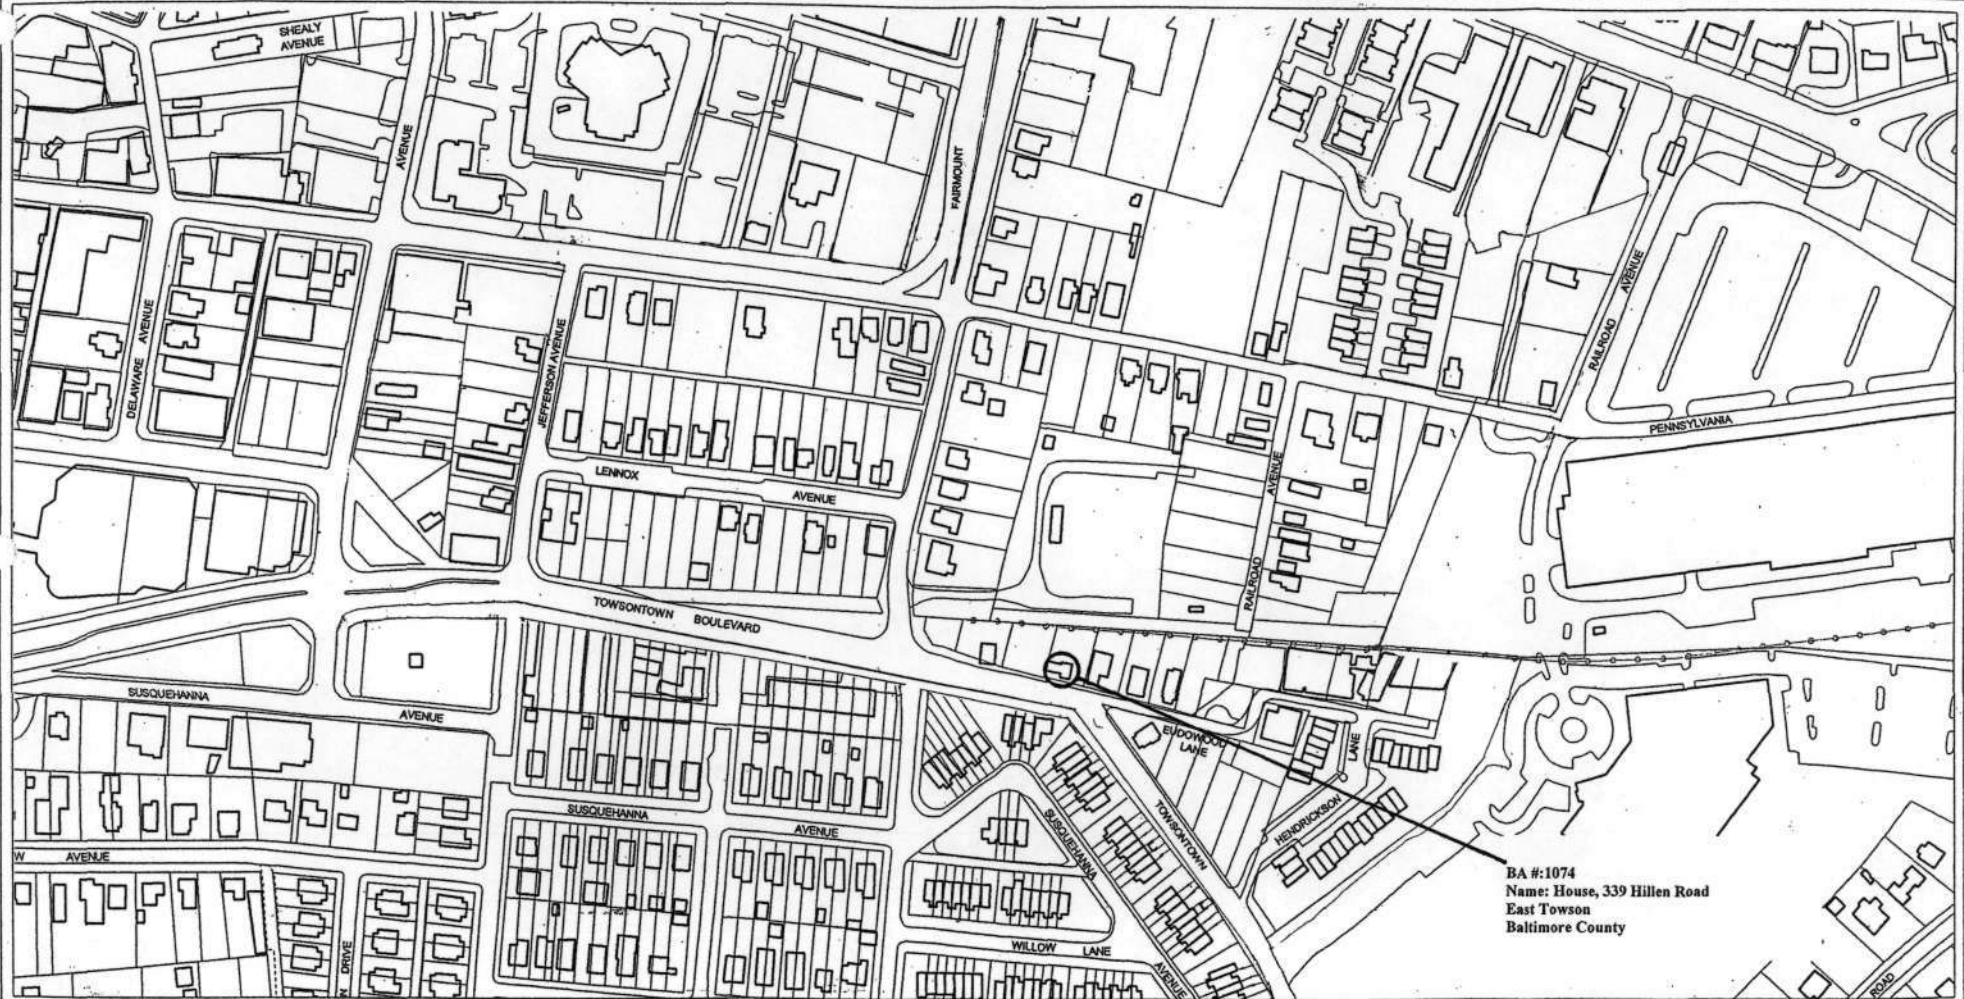 SHEALY
AVENUE
AVENUE
FAIRMOUNT
DELAWARE AVENUE
JEFFERSON AVENUE
RAILROAD AVENUE
PENNSYLVANIA
LENNOX AVENUE
RAILROAD AVENUE
TOWSONTOWN BOULEVARD
SUSQUEHANNA AVENUE
EUDOWOOD
LANE
LANE
HENDRICKSON
TOWSONTOWN
SUSQUEHANNA AVENUE
SUSQUEHANNA
AVENUE
W AVENUE
DRIVE
WILLOW LANE
ROAD
BA #:1074
Name: House, 339 Hillen Road
East Towson
Baltimore County